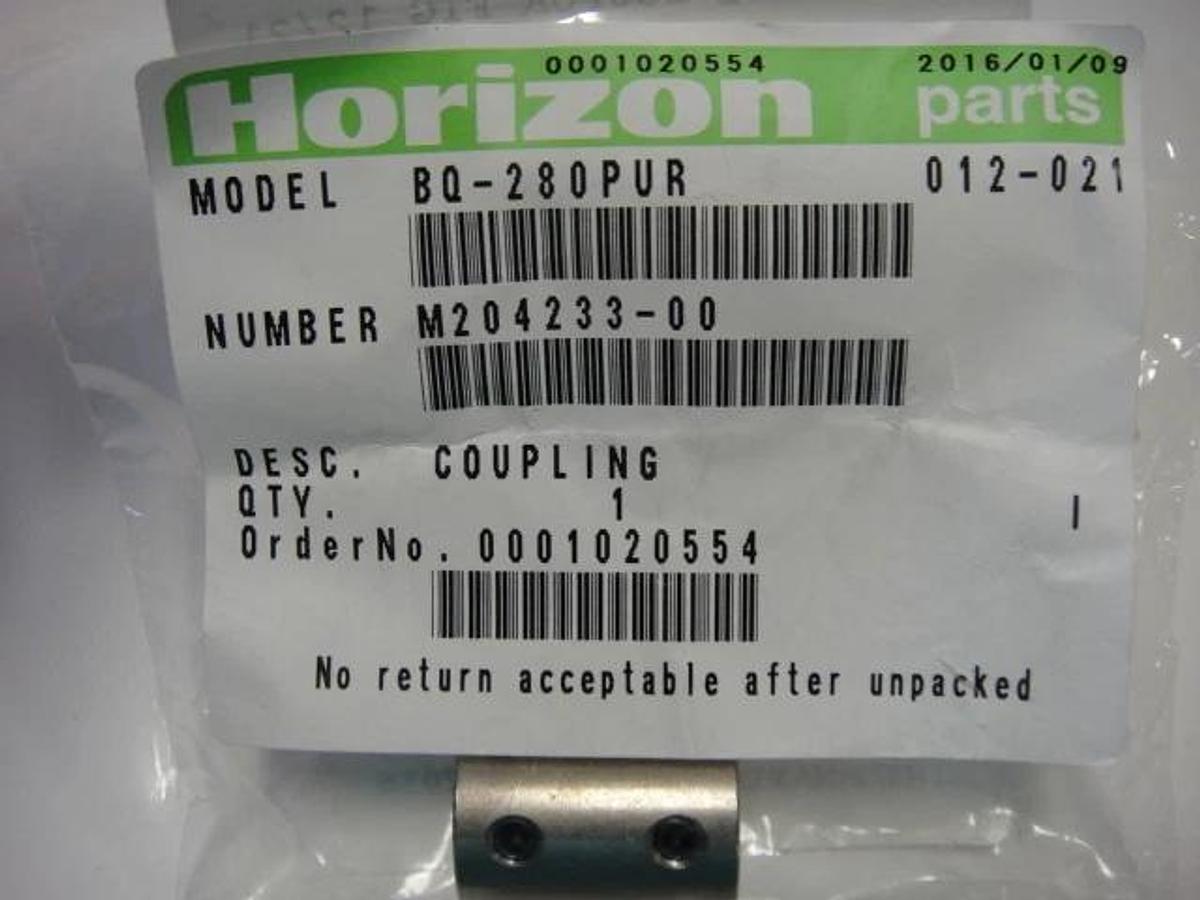 0001020554 2016/01/09
Horizon parts
MODEL BQ-280PUR 012-021
NUMBER M204233-00
DESC. COUPLING
QTY. 1 I
OrderNo. 0001020554
No return acceptable after unpacked